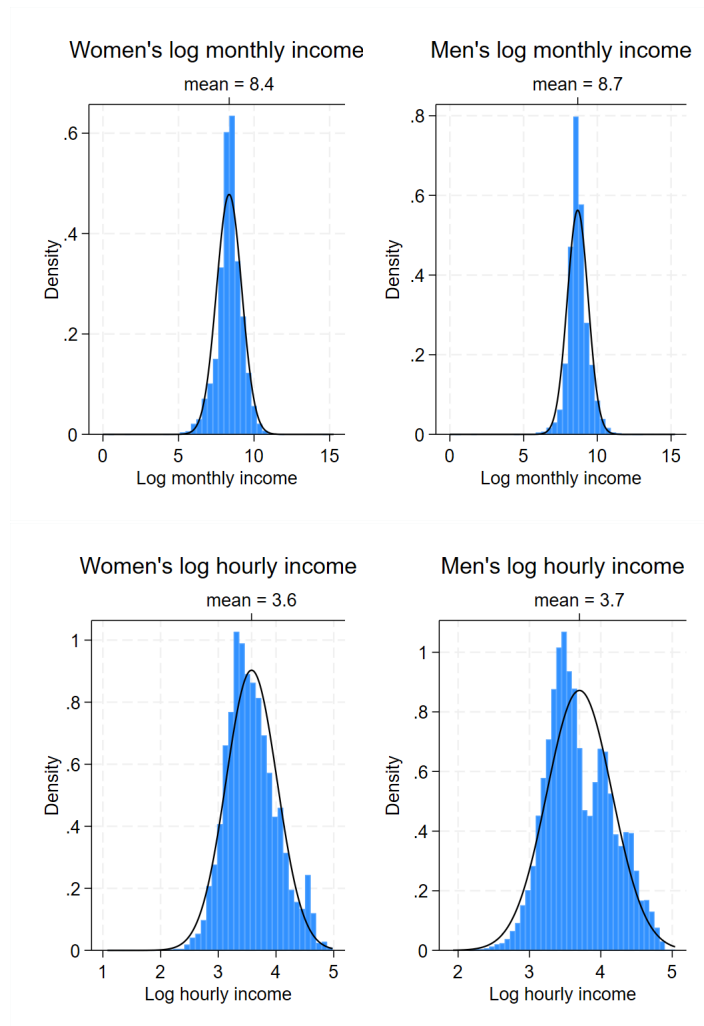 Women's log monthly income
mean = 8.4
.6
.4
.2
0
Density
0 5 10 15
Log monthly income
Men's log monthly income
mean = 8.7
.8
.6
.4
.2
0
Density
0 5 10 15
Log monthly income
Women's log hourly income
mean = 3.6
1
.8
.6
.4
.2
0
Density
1 2 3 4 5
Log hourly income
Men's log hourly income
mean = 3.7
1
.8
.6
.4
.2
0
Density
2 3 4 5
Log hourly income